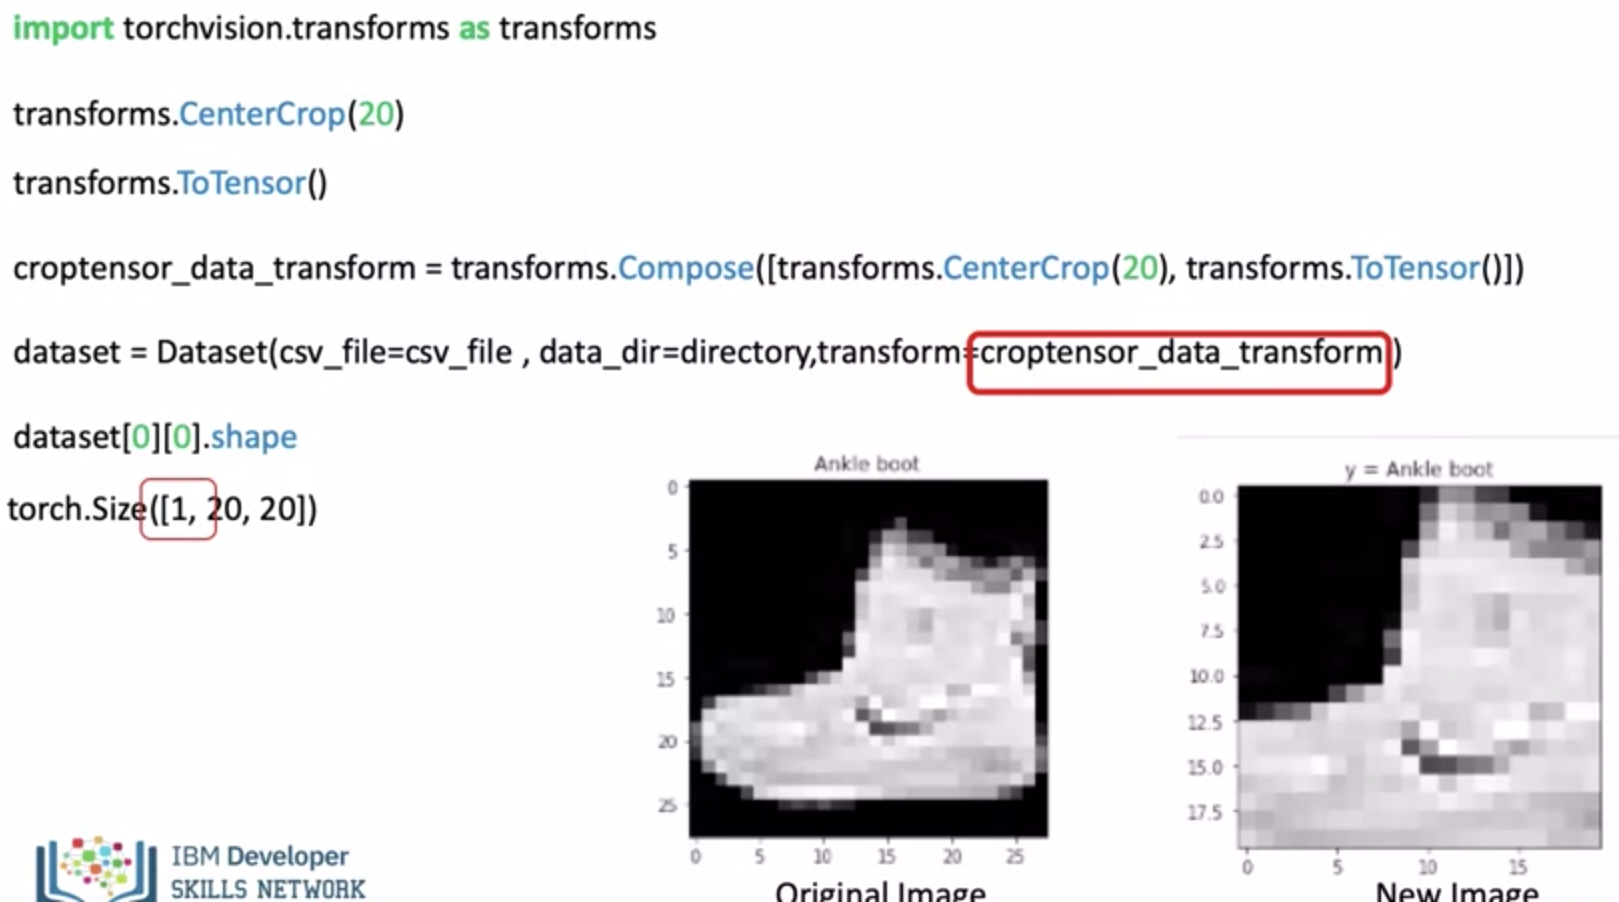 import torchvision.transforms as transforms
transforms.CenterCrop(20)
transforms.ToTensor()
croptensor_data_transform = transforms.Compose([transforms.CenterCrop(20), transforms.ToTensor()])
dataset = Dataset(csv_file=csv_file , data_dir=directory,transform=croptensor_data_transform )
dataset[0][0].shape
torch.Size([1, 20, 20])
Ankle boot
0
5
10
15
20
25
0 5 10 15 20 25
Original Image
y = Ankle boot
0.0
2.5
5.0
7.5
10.0
12.5
15.0
17.5
0 5 10 15
New Image
IBM Developer
SKILLS NETWORK